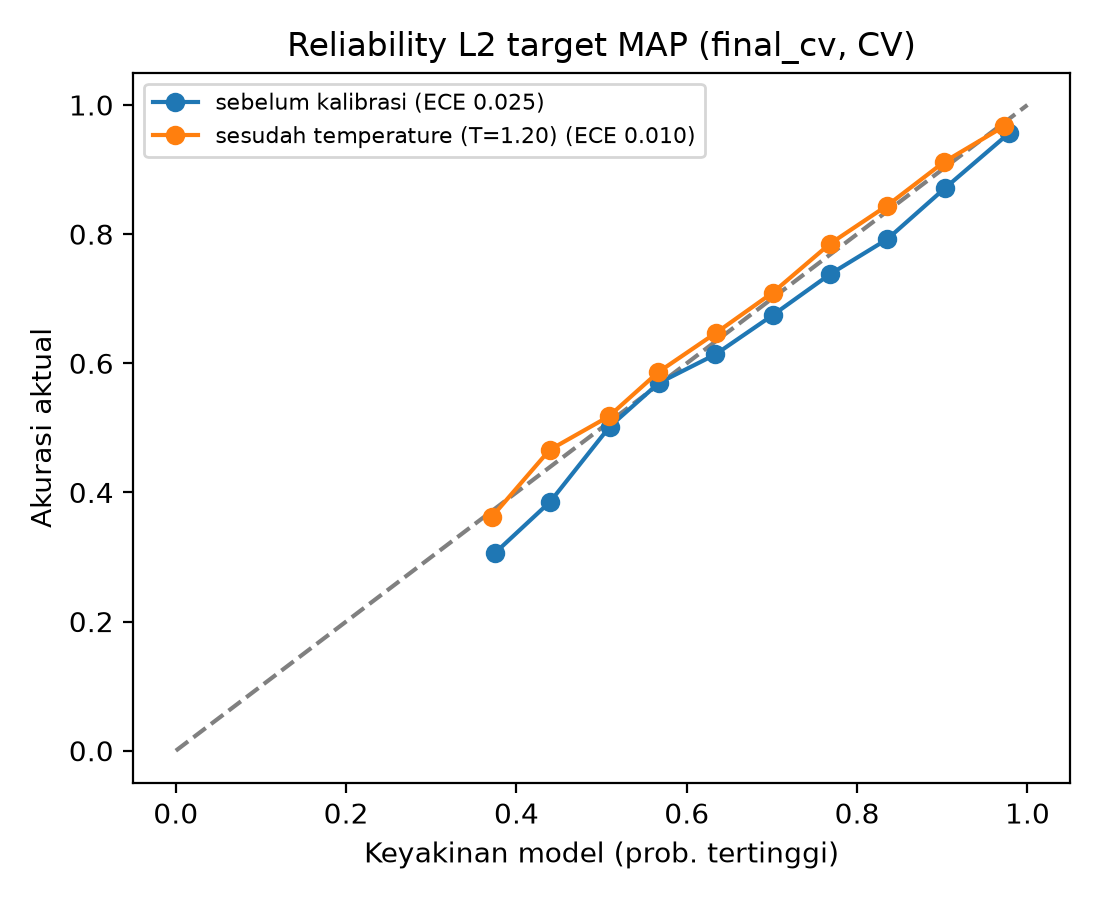 Reliability L2 target MAP (final_cv, CV)
sebelum kalibrasi (ECE 0.025)
sesudah temperature (T=1.20) (ECE 0.010)
1.0
0.8
0.6
0.4
0.2
0.0
Akurasi aktual
0.0 0.2 0.4 0.6 0.8 1.0
Keyakinan model (prob. tertinggi)